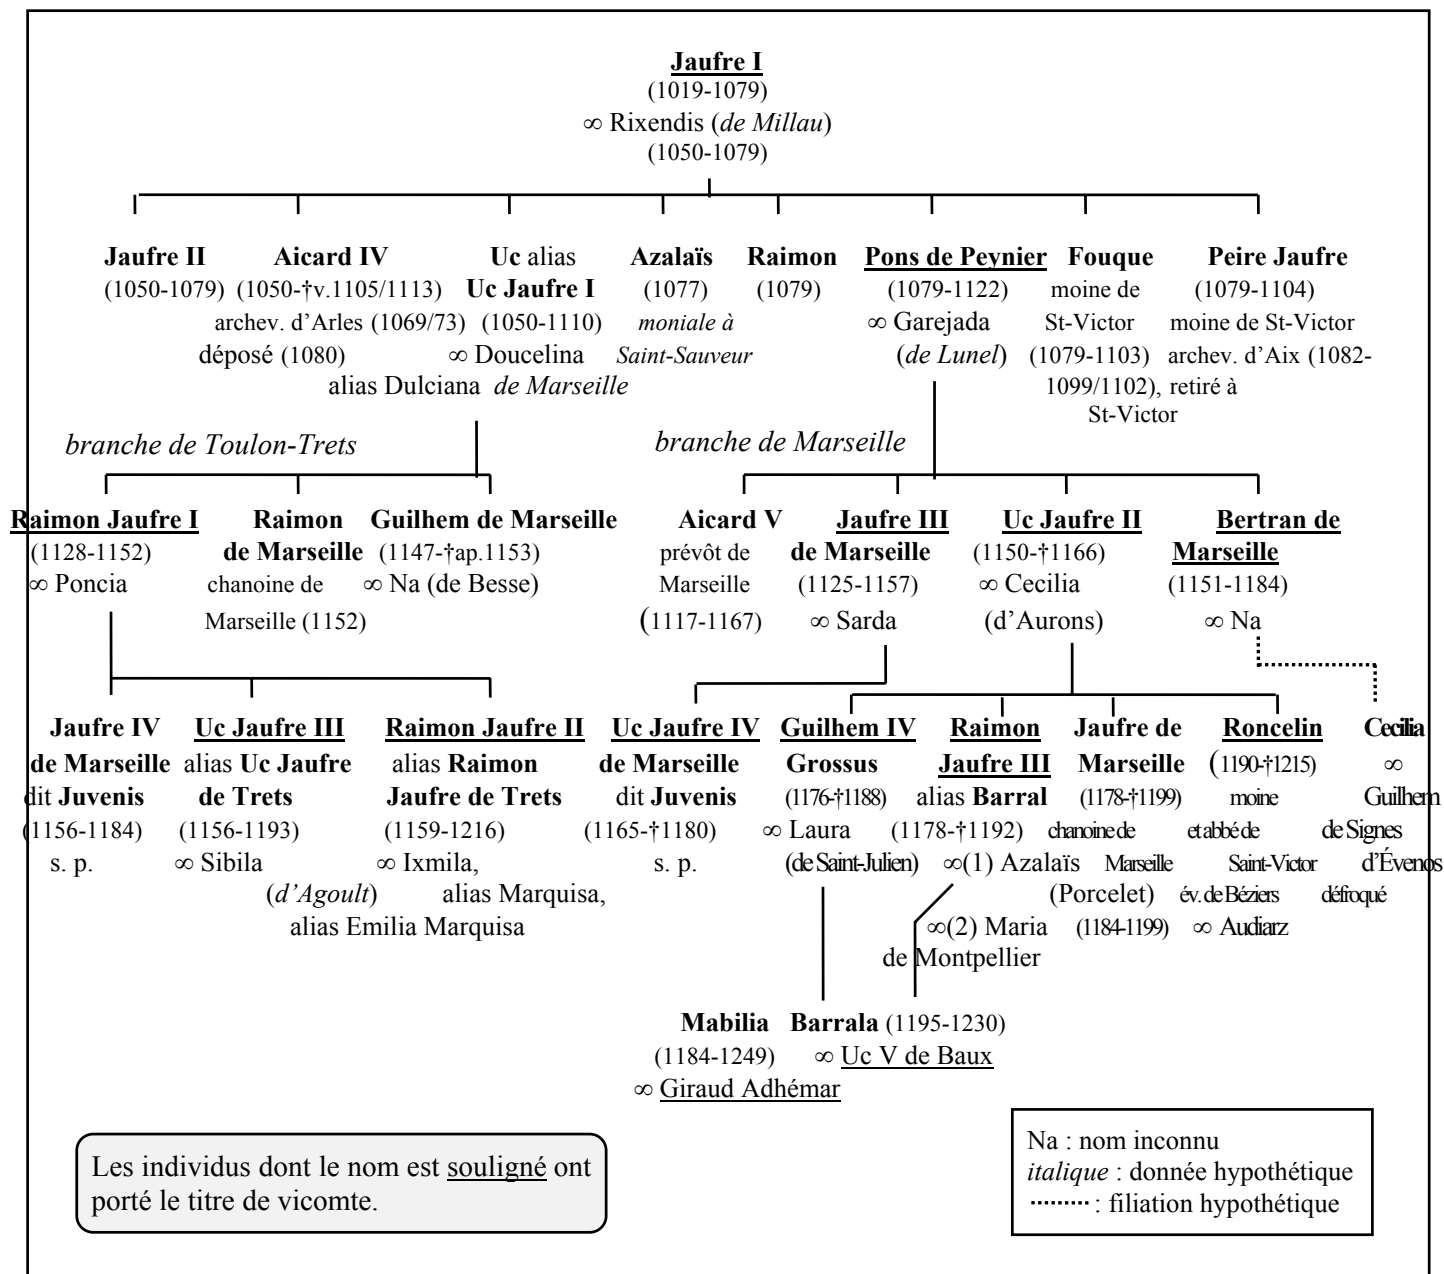 Jaufre I
(1019-1079)
∞ Rixendis (de Millau)
(1050-1079)
Jaufre II
(1050-1079)
Aicard IV
(1050-†v.1105/1113)
archev. d'Arles (1069/73)
déposé (1080)
Uc alias
Uc Jaufre I
(1050-1110)
∞ Doucelina
alias Dulciana de Marseille
Azalaïs
(1077)
moniale à
Saint-Sauveur
Raimon
(1079)
Pons de Peynier
(1079-1122)
∞ Garejada
(de Lunel)
Fouque
moine de
St-Victor
(1079-1103)
Peire Jaufre
(1079-1104)
moine de St-Victor
archev. d'Aix (1082-
1099/1102), retiré à
St-Victor
branche de Toulon-Trets
branche de Marseille
Raimon Jaufre I
(1128-1152)
∞ Poncia
Raimon
de Marseille
chanoine de
Marseille (1152)
Guilhem de Marseille
(1147-†ap.1153)
∞ Na (de Besse)
Aicard V
prévôt de
Marseille
(1117-1167)
Jaufre III
de Marseille
(1125-1157)
∞ Sarda
Uc Jaufre II
(1150-†1166)
∞ Cecilia
(d'Aurons)
Bertran de
Marseille
(1151-1184)
∞ Na
Jaufre IV
de Marseille
dit Juvenis
(1156-1184)
s. p.
Uc Jaufre III
alias Uc Jaufre
de Trets
(1156-1193)
∞ Sibila
(d'Agoult)
Raimon Jaufre II
alias Raimon
Jaufre de Trets
(1159-1216)
∞ Ixmila,
alias Marquisa,
alias Emilia Marquisa
Uc Jaufre IV
de Marseille
dit Juvenis
(1165-†1180)
s. p.
Guilhem IV
Grossus
(1176-†1188)
∞ Laura
(de Saint-Julien)
Raimon
Jaufre III
alias Barral
(1178-†1192)
∞(1) Azalaïs
(Porcelet)
∞(2) Maria
de Montpellier
Jaufre de
Marseille
(1178-†1199)
chanoine de
Marseille
év. de Béziers
(1184-1199)
Roncelin
(1190-†1215)
moine
et abbé de
Saint-Victor
défroqué
∞ Audiarz
Cecilia
∞
Guilhem
de Signes
d'Évenos
Mabilia
(1184-1249)
∞ Giraud Adhémar
Barrala (1195-1230)
∞ Uc V de Baux
Les individus dont le nom est souligné ont
porté le titre de vicomte.
Na : nom inconnu
italique : donnée hypothétique
......... : filiation hypothétique